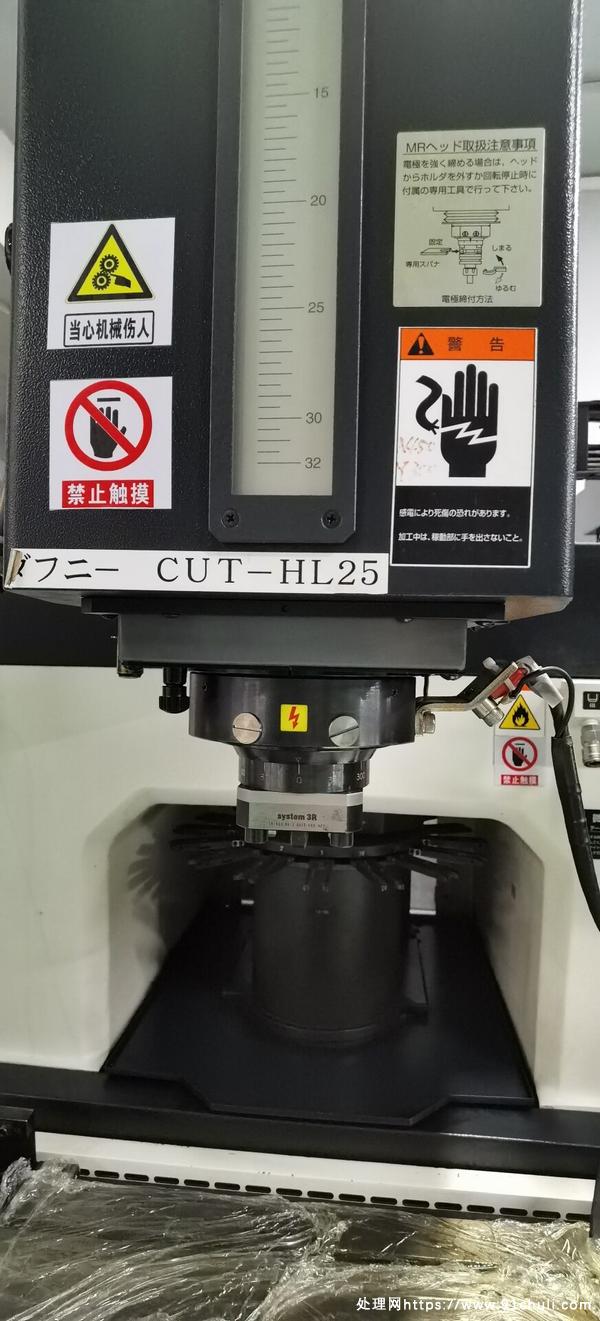 15
20
25
30
32
MRヘッド取扱注意事項
電極を強く締める場合は、ヘッド
からホルダを外すか回転停止時に
付属の専用工具で行って下さい。
固定
しまる
専用スパナ
ゆるむ
電極締付方法
当心机械伤人
禁止触摸
警告
感電により死傷の恐れがあります。
加工中は、稼動部に手を出さないこと。
ダフニー CUT-HL25
0
300
system 3R
禁止触摸
处理网https://www.91chuli.com